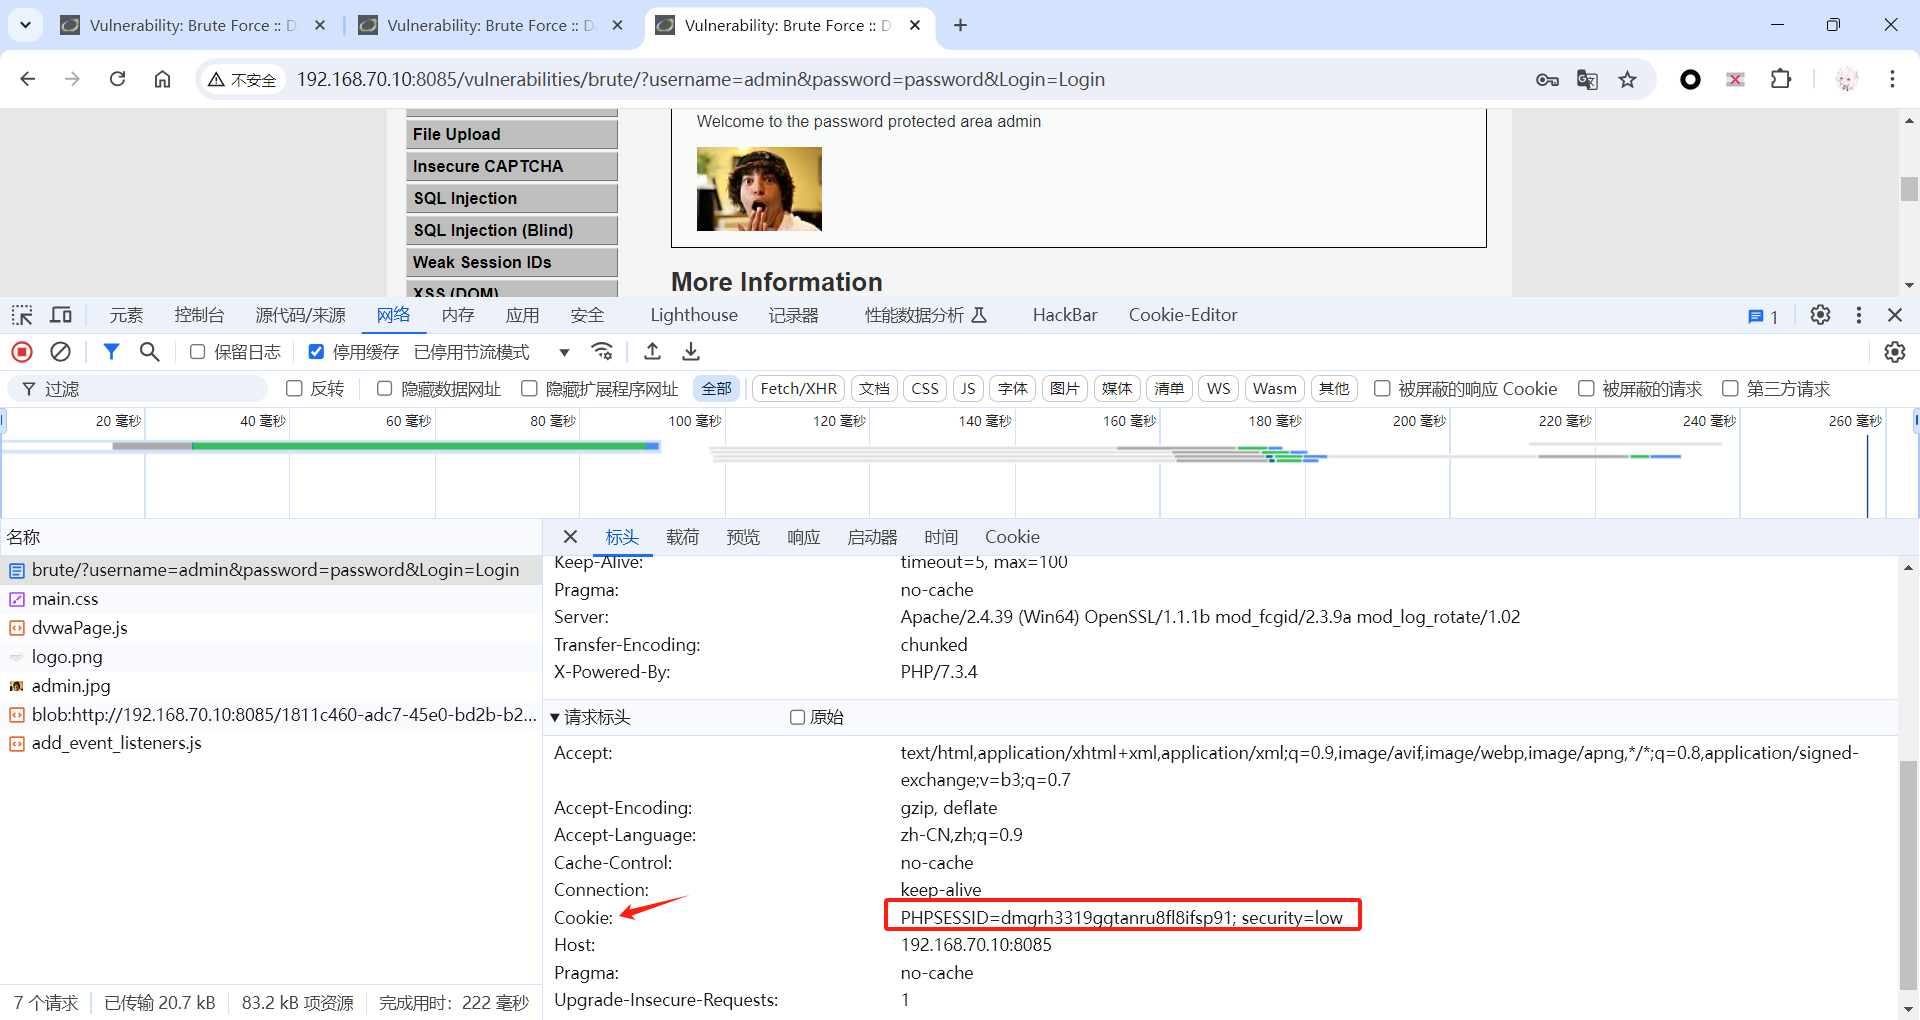 Vulnerability: Brute Force :: D
Vulnerability: Brute Force :: D
Vulnerability: Brute Force :: D
不安全
192.168.70.10:8085/vulnerabilities/brute/?username=admin&password=password&Login=Login
File Upload
Insecure CAPTCHA
SQL Injection
SQL Injection (Blind)
Weak Session IDs
XSS (DOM)
Welcome to the password protected area admin
More Information
元素 控制台 源代码/来源 网络 内存 应用 安全 Lighthouse 记录器 性能数据分析 HackBar Cookie-Editor 1
保留日志 停用缓存 已停用节流模式
过滤 反转 隐藏数据网址 隐藏扩展程序网址 全部 Fetch/XHR 文档 CSS JS 字体 图片 媒体 清单 WS Wasm 其他 被屏蔽的响应 Cookie 被屏蔽的请求 第三方请求
20 毫秒 40 毫秒 60 毫秒 80 毫秒 100 毫秒 120 毫秒 140 毫秒 160 毫秒 180 毫秒 200 毫秒 220 毫秒 240 毫秒 260 毫秒
名称
brute/?username=admin&password=password&Login=Login
main.css
dvwaPage.js
logo.png
admin.jpg
blob:http://192.168.70.10:8085/1811c460-adc7-45e0-bd2b-b2...
add_event_listeners.js
7 个请求 已传输 20.7 kB 83.2 kB 项资源 完成用时：222 毫秒
标头 载荷 预览 响应 启动器 时间 Cookie
Keep-Alive: timeout=5, max=100
Pragma: no-cache
Server: Apache/2.4.39 (Win64) OpenSSL/1.1.1b mod_fcgid/2.3.9a mod_log_rotate/1.02
Transfer-Encoding: chunked
X-Powered-By: PHP/7.3.4
请求标头 原始
Accept: text/html,application/xhtml+xml,application/xml;q=0.9,image/avif,image/webp,image/apng,*/*;q=0.8,application/signed-
exchange;v=b3;q=0.7
Accept-Encoding: gzip, deflate
Accept-Language: zh-CN,zh;q=0.9
Cache-Control: no-cache
Connection: keep-alive
Cookie: PHPSESSID=dmgrh3319ggtanru8fl8ifsp91; security=low
Host: 192.168.70.10:8085
Pragma: no-cache
Upgrade-Insecure-Requests: 1